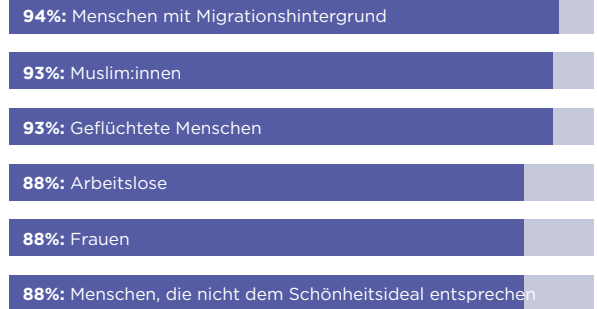 94%: Menschen mit Migrationshintergrund
93%: Muslim:innen
93%: Geflüchtete Menschen
88%: Arbeitslose
88%: Frauen
88%: Menschen, die nicht dem Schönheitsideal entsprechen